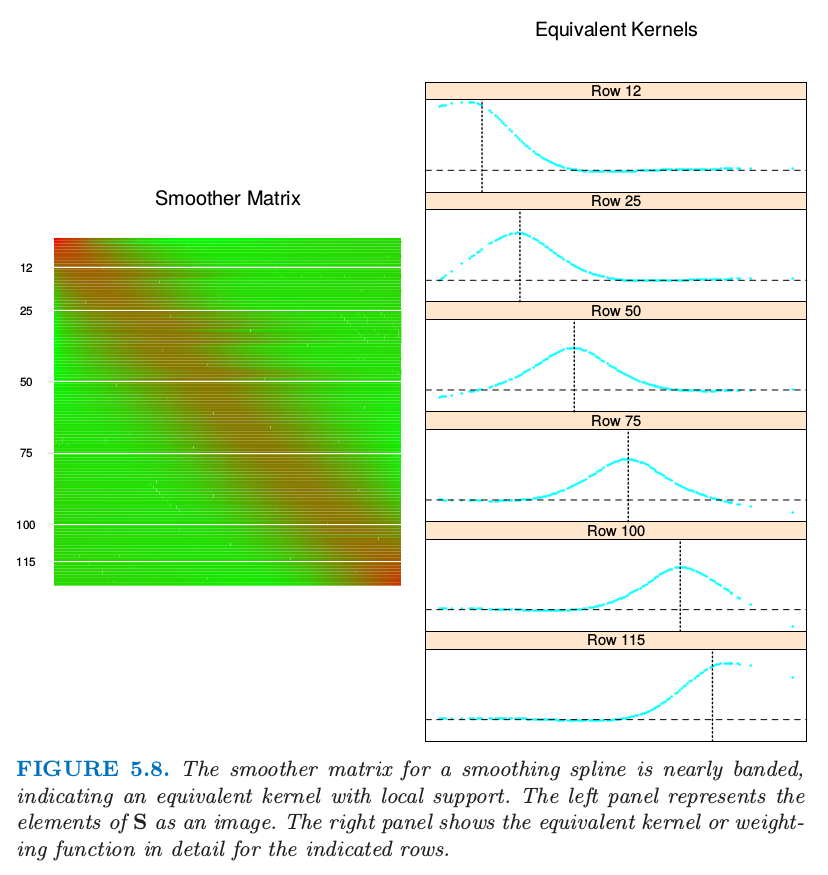 Equivalent Kernels
Row 12
Smoother Matrix
Row 25
12
25
Row 50
50
75
Row 75
100
Row 100
115
Row 115
FIGURE 5.8. The smoother matrix for a smoothing spline is nearly banded,
indicating an equivalent kernel with local support. The left panel represents the
elements of S as an image. The right panel shows the equivalent kernel or weight-
ing function in detail for the indicated rows.